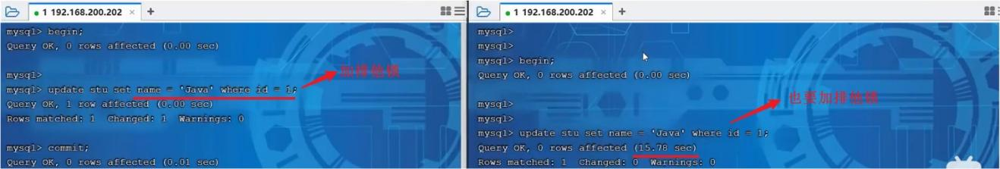 1 192.168.200.202 × +
mysql> begin;
Query OK, 0 rows affected (0.00 sec)
mysql>
加排他锁
mysql> update stu set name = 'Java' where id = 1;
Query OK, 1 row affected (0.00 sec)
Rows matched: 1 Changed: 1 Warnings: 0
mysql> commit;
Query OK, 0 rows affected (0.01 sec)
1 192.168.200.202 × +
mysql>
mysql>
mysql> begin;
Query OK, 0 rows affected (0.00 sec)
mysql>
也要加排他锁
mysql>
mysql> update stu set name = 'Java' where id = 1;
Query OK, 0 rows affected (15.78 sec)
Rows matched: 1 Changed: 0 Warnings: 0